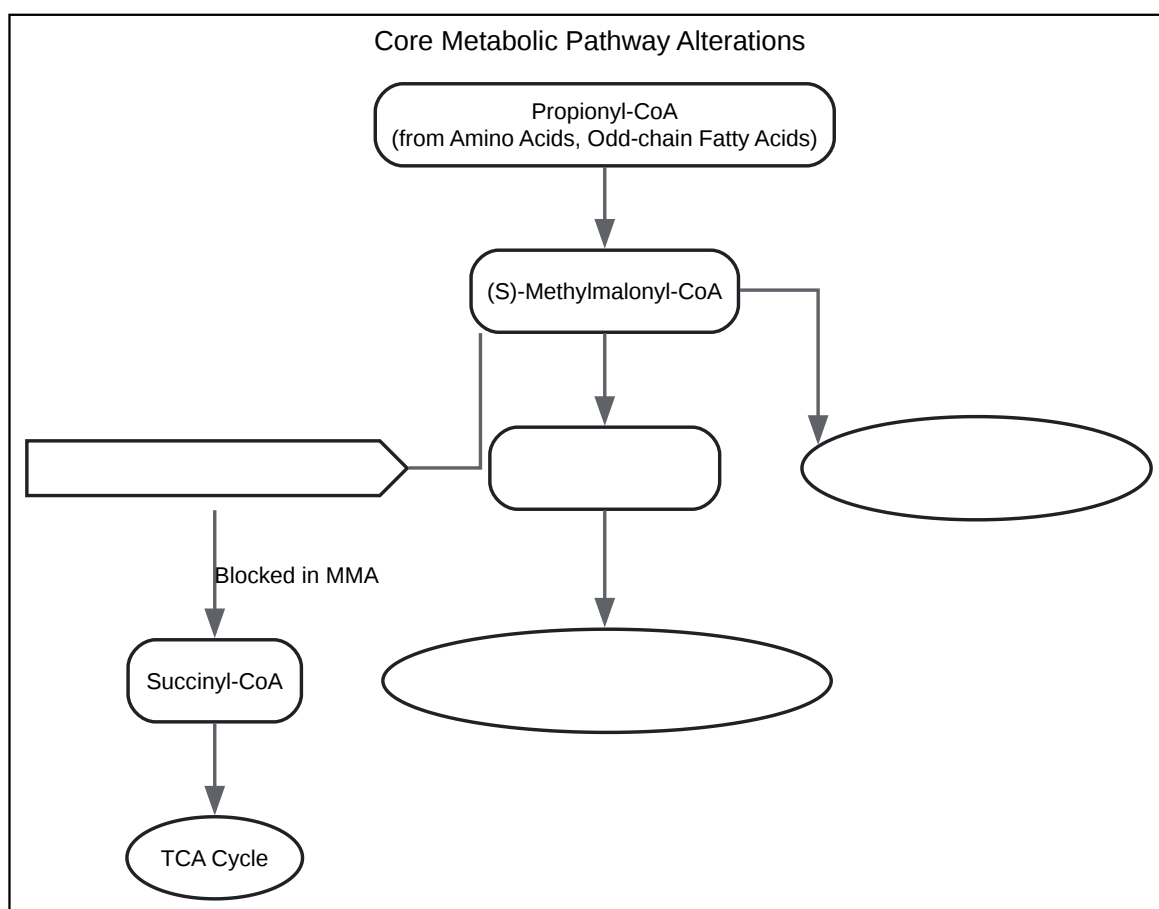 Core Metabolic Pathway Alterations
Propionyl-CoA
(from Amino Acids, Odd-chain Fatty Acids)
(S)-Methylmalonyl-CoA
Blocked in MMA
Succinyl-CoA
TCA Cycle